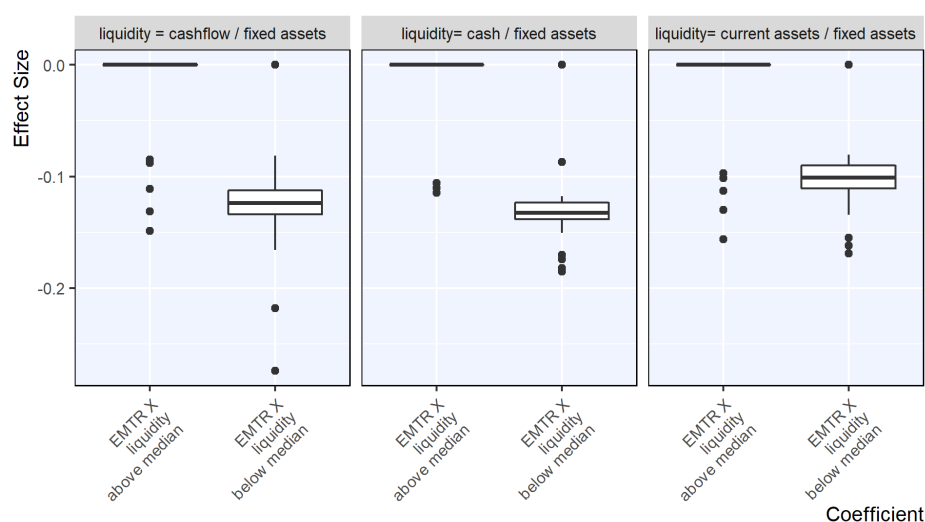 liquidity = cashflow / fixed assets
liquidity= cash / fixed assets
liquidity= current assets / fixed assets
Effect Size
0.0
-0.1
-0.2
EMTR X
liquidity
above median
EMTR X
liquidity
below median
EMTR X
liquidity
above median
EMTR X
liquidity
below median
EMTR X
liquidity
above median
EMTR X
liquidity
below median
Coefficient